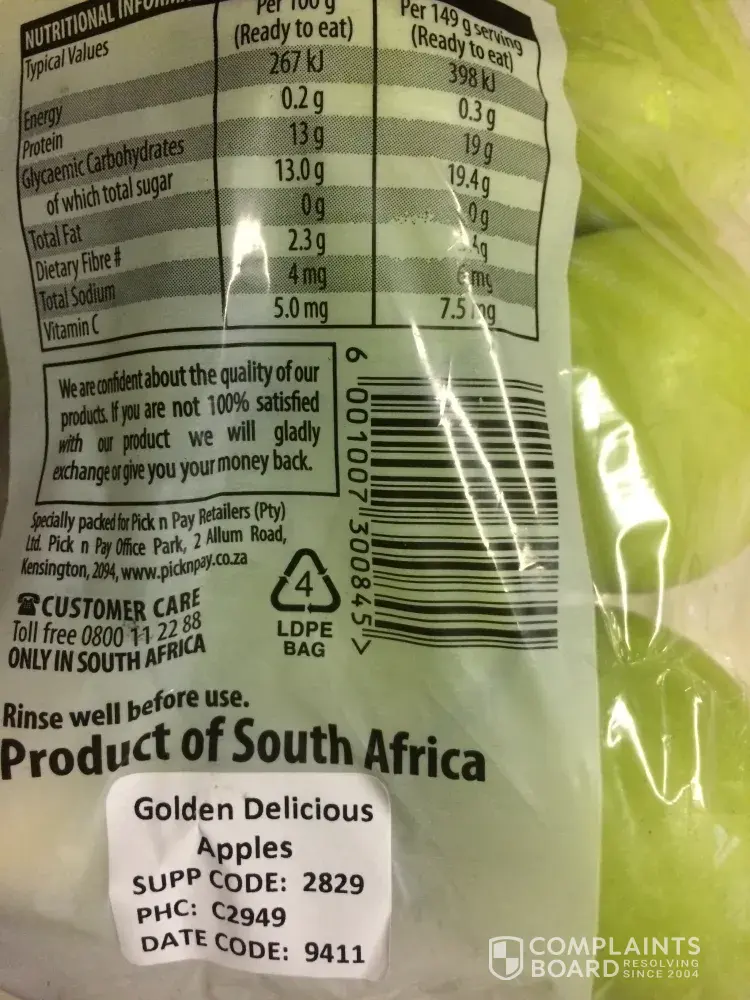 NUTRITIONAL
Typical Values
Per 100 g
(Ready to eat)
Per 149 g serving
(Ready to eat)
Energy 267 kJ 398 kJ
Protein 0.2 g 0.3 g
Glycaemic Carbohydrates 13 g 19 g
of which total sugar 13.0 g 19.4 g
Total Fat 0 g 0 g
Dietary Fibre # 2.3 g
Total Sodium 4 mg 6 mg
Vitamin C 5.0 mg 7.5 mg
We are confident about the quality of our
products. If you are not 100% satisfied
with our product we will gladly
exchange or give you your money back.
6 001007 300845 >
Specially packed for Pick n Pay Retailers (Pty)
Ltd. Pick n Pay Office Park, 2 Allum Road,
Kensington, 2094, www.picknpay.co.za
CUSTOMER CARE
Toll free 0800 11 22 88
ONLY IN SOUTH AFRICA
4
LDPE
BAG
Rinse well before use.
Product of South Africa
Golden Delicious
Apples
SUPP CODE: 2829
PHC: C2949
DATE CODE: 9411
COMPLAINTS
BOARD RESOLVING
SINCE 2004